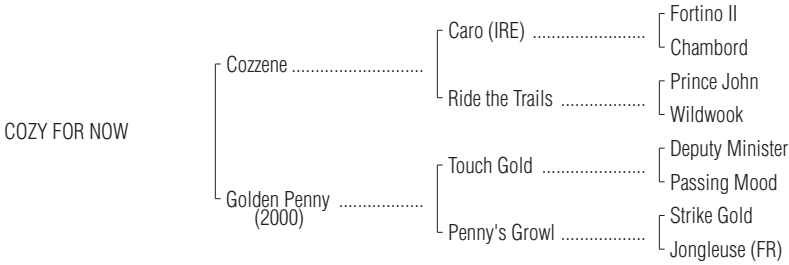 Fortino II
Caro (IRE) ........................
Chambord
Cozzene ............................
Prince John
Ride the Trails ..................
Wildwook
COZY FOR NOW
Deputy Minister
Touch Gold ......................
Passing Mood
Golden Penny ..................
(2000)
Strike Gold
Penny's Growl ..................
Jongleuse (FR)